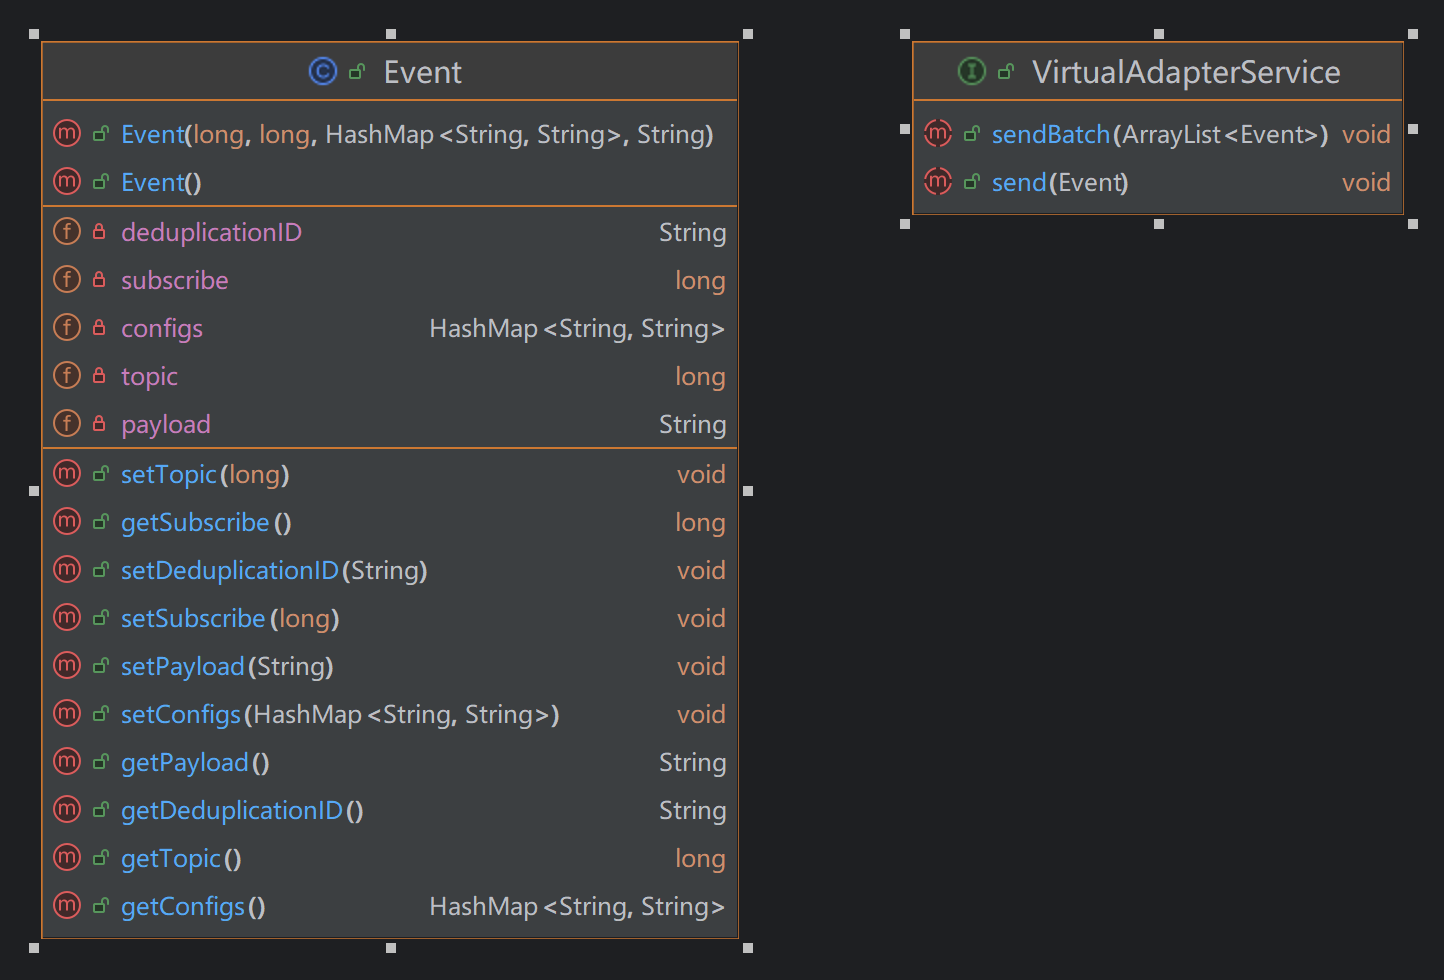 Event
Event(long, long, HashMap<String, String>, String)
Event()
deduplicationID String
subscribe long
configs HashMap<String, String>
topic long
payload String
setTopic(long) void
getSubscribe() long
setDeduplicationID(String) void
setSubscribe(long) void
setPayload(String) void
setConfigs(HashMap<String, String>) void
getPayload() String
getDeduplicationID() String
getTopic() long
getConfigs() HashMap<String, String>
VirtualAdapterService
sendBatch(ArrayList<Event>) void
send(Event) void